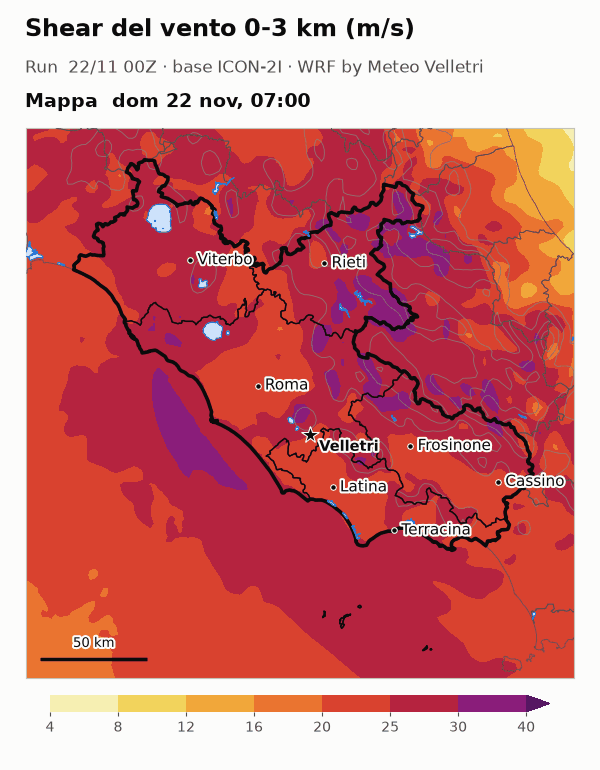 Shear del vento 0-3 km (m/s)
Run 22/11 00Z · base ICON-2I · WRF by Meteo Velletri
Mappa dom 22 nov, 07:00
Viterbo
Rieti
Roma
Velletri
Frosinone
Cassino
Latina
Terracina
50 km
4 8 12 16 20 25 30 40